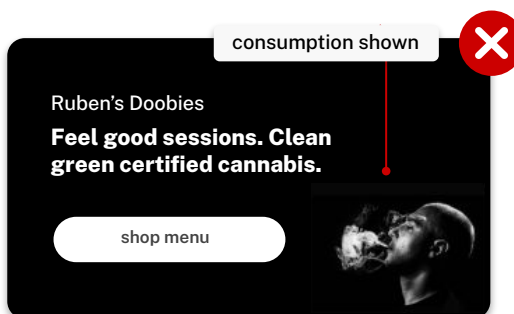 consumption shown
Ruben's Doobies
Feel good sessions. Clean
green certified cannabis.
shop menu